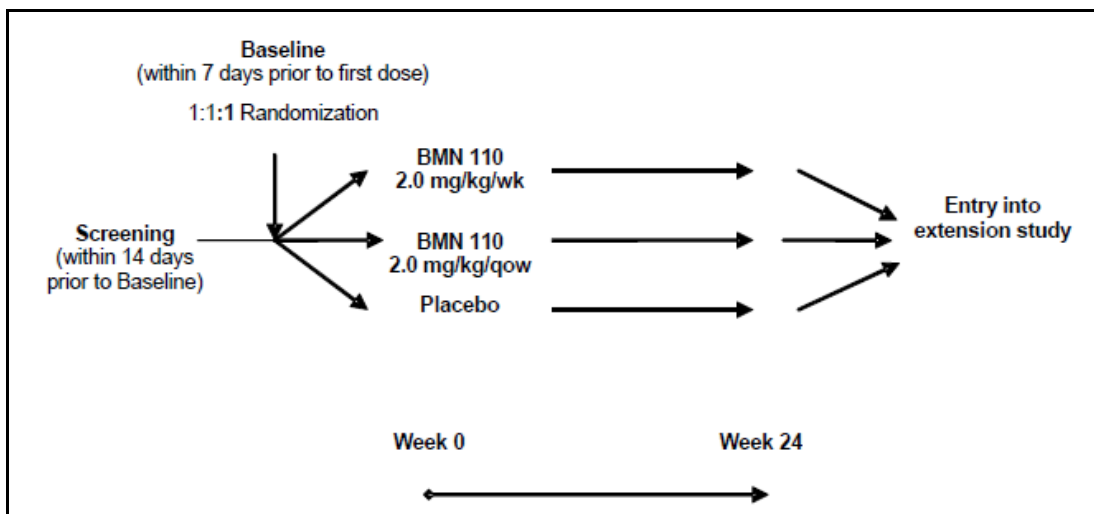 Baseline
(within 7 days prior to first dose)
1:1:1 Randomization
BMN 110
2.0 mg/kg/wk
Screening
(within 14 days
prior to Baseline)
BMN 110
2.0 mg/kg/qow
Placebo
Entry into
extension study
Week 0
Week 24